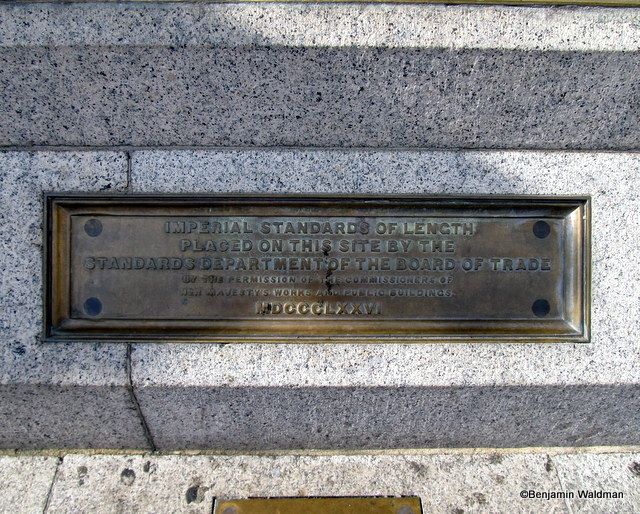 IMPERIAL STANDARDS OF LENGTH
PLACED ON THIS SITE BY THE
STANDARDS DEPARTMENT OF THE BOARD OF TRADE
BY THE PERMISSION OF THE COMMISSIONERS OF
HER MAJESTY'S WORKS AND PUBLIC BUILDINGS.
MDCCCLXXVI
©Benjamin Waldman